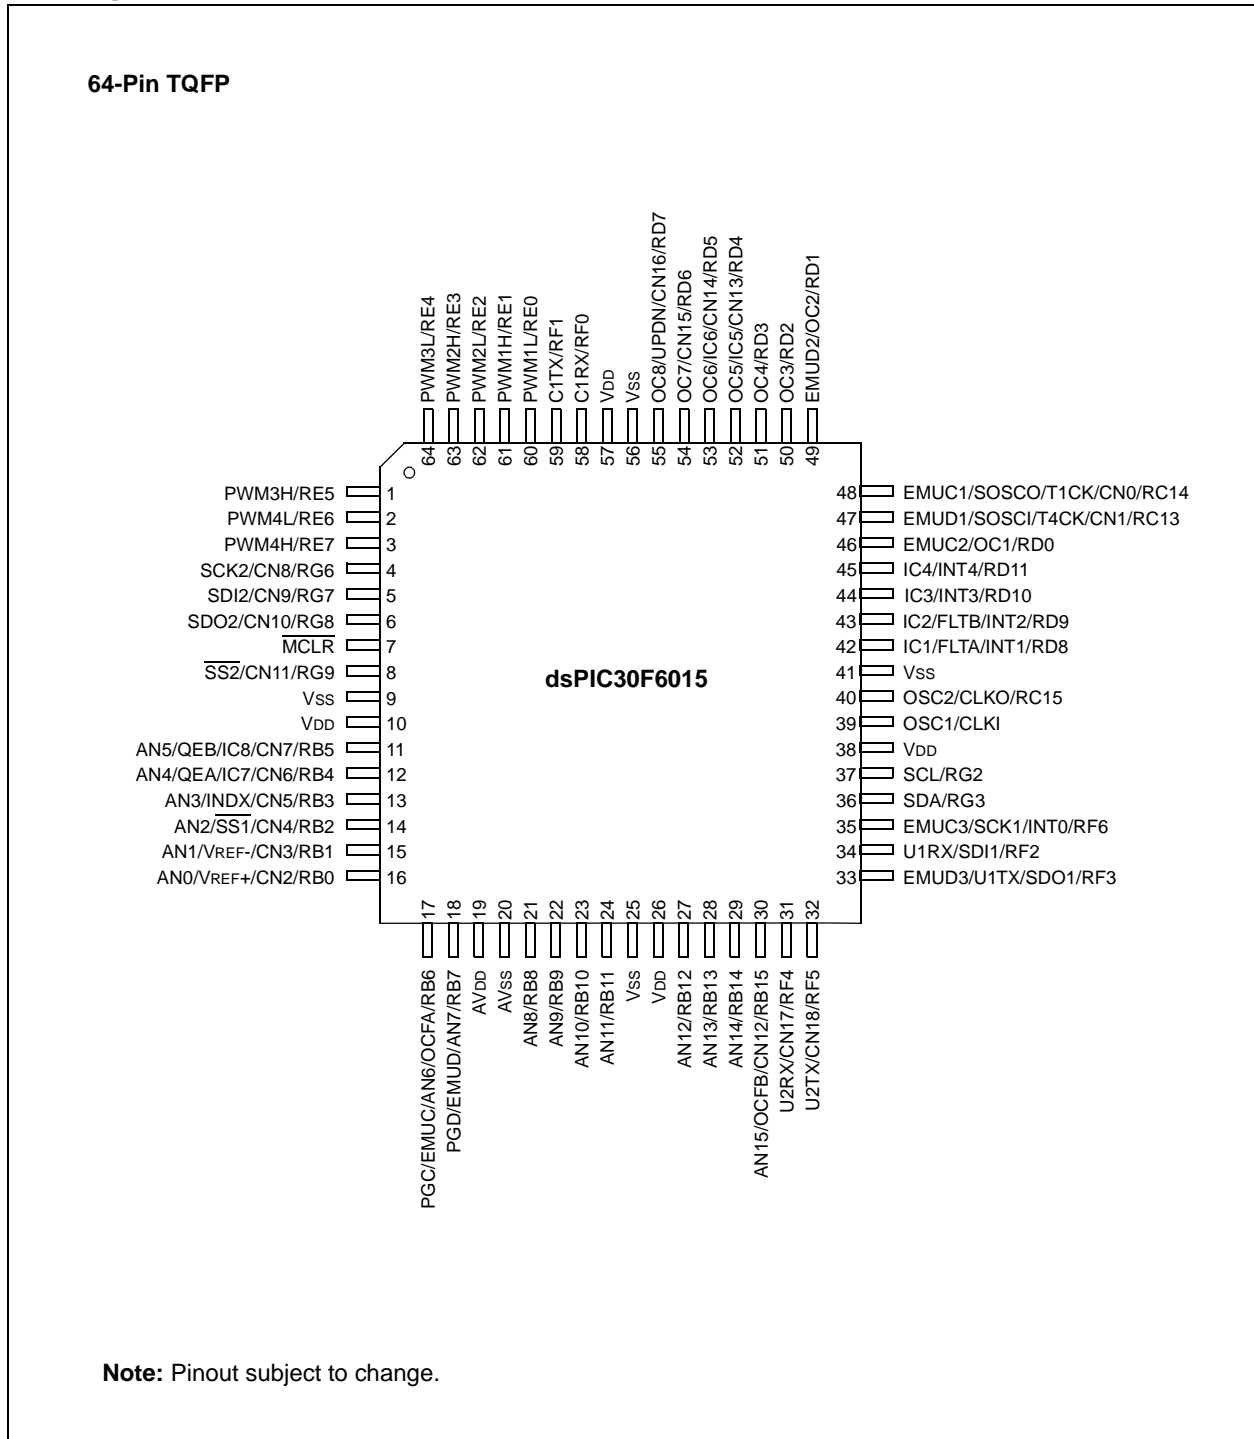 64-Pin TQFP
PWM3L/RE4
PWM2H/RE3
PWM2L/RE2
PWM1H/RE1
PWM1L/RE0
C1TX/RF1
C1RX/RF0
VDD
VSS
OC8/UPDN/CN16/RD7
OC7/CN15/RD6
OC6/IC6/CN14/RD5
OC5/IC5/CN13/RD4
OC4/RD3
OC3/RD2
EMUD2/OC2/RD1
64 63 62 61 60 59 58 57 56 55 54 53 52 51 50 49
PWM3H/RE5 1
PWM4L/RE6 2
PWM4H/RE7 3
SCK2/CN8/RG6 4
SDI2/CN9/RG7 5
SDO2/CN10/RG8 6
MCLR 7
SS2/CN11/RG9 8
VSS 9
VDD 10
AN5/QEB/IC8/CN7/RB5 11
AN4/QEA/IC7/CN6/RB4 12
AN3/INDX/CN5/RB3 13
AN2/SS1/CN4/RB2 14
AN1/VREF-/CN3/RB1 15
AN0/VREF+/CN2/RB0 16
dsPIC30F6015
48 EMUC1/SOSCO/T1CK/CN0/RC14
47 EMUD1/SOSCI/T4CK/CN1/RC13
46 EMUC2/OC1/RD0
45 IC4/INT4/RD11
44 IC3/INT3/RD10
43 IC2/FLTB/INT2/RD9
42 IC1/FLTA/INT1/RD8
41 VSS
40 OSC2/CLKO/RC15
39 OSC1/CLKI
38 VDD
37 SCL/RG2
36 SDA/RG3
35 EMUC3/SCK1/INT0/RF6
34 U1RX/SDI1/RF2
33 EMUD3/U1TX/SDO1/RF3
17 18 19 20 21 22 23 24 25 26 27 28 29 30 31 32
PGC/EMUC/AN6/OCFA/RB6
PGD/EMUD/AN7/RB7
AVDD
AVSS
AN8/RB8
AN9/RB9
AN10/RB10
AN11/RB11
VSS
VDD
AN12/RB12
AN13/RB13
AN14/RB14
AN15/OCFB/CN12/RB15
U2RX/CN17/RF4
U2TX/CN18/RF5
Note: Pinout subject to change.